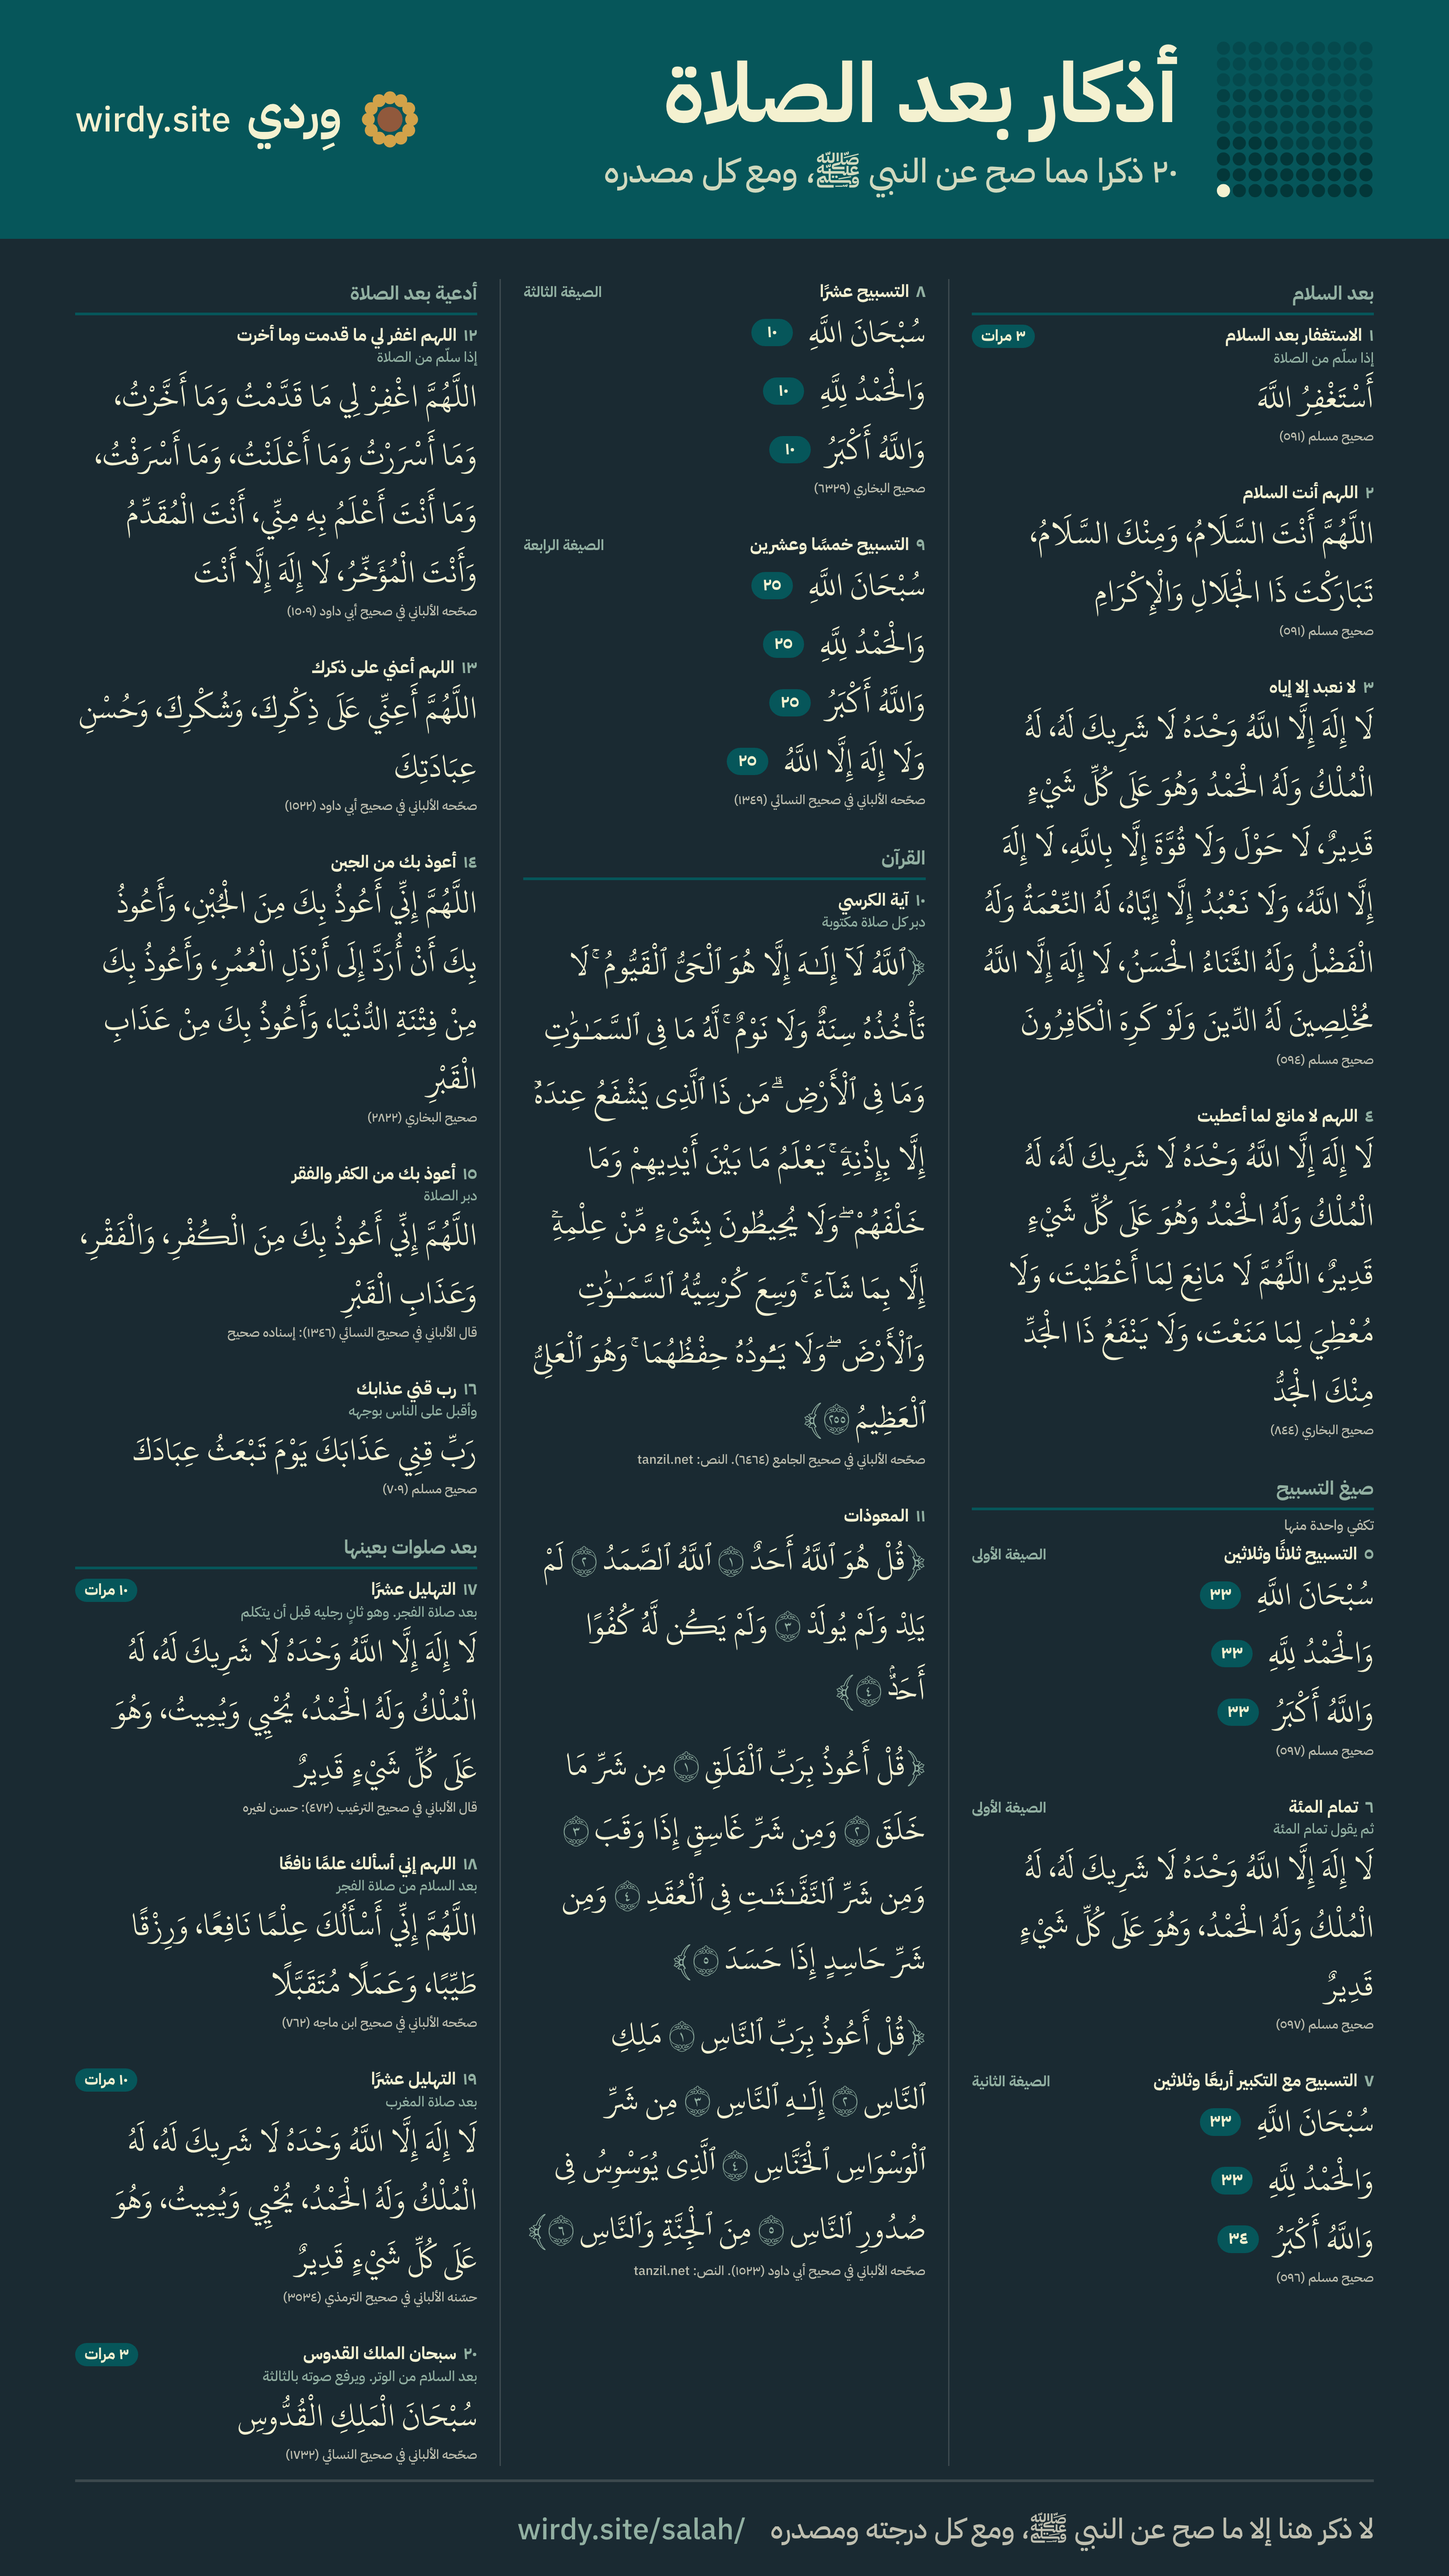 أذكار بعد الصلاة
٢٠ ذكرا مما صح عن النبي ﷺ، ومع كل مصدره
وِردي wirdy.site
بعد السلام
١ الاستغفار بعد السلام
٣ مرات
إذا سلّم من الصلاة
أَسْتَغْفِرُ اللَّهَ
صحيح مسلم (٥٩١)
٢ اللهم أنت السلام
اللَّهُمَّ أَنْتَ السَّلَامُ، وَمِنْكَ السَّلَامُ،
تَبَارَكْتَ ذَا الْجَلَالِ وَالْإِكْرَامِ
صحيح مسلم (٥٩١)
٣ لا نعبد إلا إياه
لَا إِلَهَ إِلَّا اللَّهُ وَحْدَهُ لَا شَرِيكَ لَهُ، لَهُ
الْمُلْكُ وَلَهُ الْحَمْدُ وَهُوَ عَلَى كُلِّ شَيْءٍ
قَدِيرٌ، لَا حَوْلَ وَلَا قُوَّةَ إِلَّا بِاللَّهِ، لَا إِلَهَ
إِلَّا اللَّهُ، وَلَا نَعْبُدُ إِلَّا إِيَّاهُ، لَهُ النِّعْمَةُ وَلَهُ
الْفَضْلُ وَلَهُ الثَّنَاءُ الْحَسَنُ، لَا إِلَهَ إِلَّا اللَّهُ
مُخْلِصِينَ لَهُ الدِّينَ وَلَوْ كَرِهَ الْكَافِرُونَ
صحيح مسلم (٥٩٤)
٤ اللهم لا مانع لما أعطيت
لَا إِلَهَ إِلَّا اللَّهُ وَحْدَهُ لَا شَرِيكَ لَهُ، لَهُ
الْمُلْكُ وَلَهُ الْحَمْدُ وَهُوَ عَلَى كُلِّ شَيْءٍ
قَدِيرٌ، اللَّهُمَّ لَا مَانِعَ لِمَا أَعْطَيْتَ، وَلَا
مُعْطِيَ لِمَا مَنَعْتَ، وَلَا يَنْفَعُ ذَا الْجَدِّ
مِنْكَ الْجَدُّ
صحيح البخاري (٨٤٤)
صيغ التسبيح
تكفي واحدة منها
٥ التسبيح ثلاثًا وثلاثين
الصيغة الأولى
سُبْحَانَ اللَّهِ ٣٣
وَالْحَمْدُ لِلَّهِ ٣٣
وَاللَّهُ أَكْبَرُ ٣٣
صحيح مسلم (٥٩٧)
٦ تمام المئة
الصيغة الأولى
ثم يقول تمام المئة
لَا إِلَهَ إِلَّا اللَّهُ وَحْدَهُ لَا شَرِيكَ لَهُ، لَهُ
الْمُلْكُ وَلَهُ الْحَمْدُ، وَهُوَ عَلَى كُلِّ شَيْءٍ
قَدِيرٌ
صحيح مسلم (٥٩٧)
٧ التسبيح مع التكبير أربعًا وثلاثين
الصيغة الثانية
سُبْحَانَ اللَّهِ ٣٣
وَالْحَمْدُ لِلَّهِ ٣٣
وَاللَّهُ أَكْبَرُ ٣٤
صحيح مسلم (٥٩٦)
٨ التسبيح عشرًا
الصيغة الثالثة
سُبْحَانَ اللَّهِ ١٠
وَالْحَمْدُ لِلَّهِ ١٠
وَاللَّهُ أَكْبَرُ ١٠
صحيح البخاري (٦٣٢٩)
٩ التسبيح خمسًا وعشرين
الصيغة الرابعة
سُبْحَانَ اللَّهِ ٢٥
وَالْحَمْدُ لِلَّهِ ٢٥
وَاللَّهُ أَكْبَرُ ٢٥
وَلَا إِلَهَ إِلَّا اللَّهُ ٢٥
صحّحه الألباني في صحيح النسائي (١٣٤٩)
القرآن
١٠ آية الكرسي
دبر كل صلاة مكتوبة
﴿ٱللَّهُ لَآ إِلَـٰهَ إِلَّا هُوَ ٱلْحَىُّ ٱلْقَيُّومُ ۚ لَا
تَأْخُذُهُۥ سِنَةٌ وَلَا نَوْمٌ ۚ لَّهُۥ مَا فِى ٱلسَّمَـٰوَٰتِ
وَمَا فِى ٱلْأَرْضِ ۗ مَن ذَا ٱلَّذِى يَشْفَعُ عِندَهُۥٓ
إِلَّا بِإِذْنِهِۦ ۚ يَعْلَمُ مَا بَيْنَ أَيْدِيهِمْ وَمَا
خَلْفَهُمْ ۖ وَلَا يُحِيطُونَ بِشَىْءٍ مِّنْ عِلْمِهِۦٓ
إِلَّا بِمَا شَآءَ ۚ وَسِعَ كُرْسِيُّهُ ٱلسَّمَـٰوَٰتِ
وَٱلْأَرْضَ ۖ وَلَا يَـُٔودُهُۥ حِفْظُهُمَا ۚ وَهُوَ ٱلْعَلِىُّ
ٱلْعَظِيمُ ٢٥٥﴾
صحّحه الألباني في صحيح الجامع (٦٤٦٤). النص: tanzil.net
١١ المعوذات
﴿قُلْ هُوَ ٱللَّهُ أَحَدٌ ١ ٱللَّهُ ٱلصَّمَدُ ٢ لَمْ
يَلِدْ وَلَمْ يُولَدْ ٣ وَلَمْ يَكُن لَّهُۥ كُفُوًا
أَحَدٌۢ ٤﴾
﴿قُلْ أَعُوذُ بِرَبِّ ٱلْفَلَقِ ١ مِن شَرِّ مَا
خَلَقَ ٢ وَمِن شَرِّ غَاسِقٍ إِذَا وَقَبَ ٣
وَمِن شَرِّ ٱلنَّفَّـٰثَـٰتِ فِى ٱلْعُقَدِ ٤ وَمِن
شَرِّ حَاسِدٍ إِذَا حَسَدَ ٥﴾
﴿قُلْ أَعُوذُ بِرَبِّ ٱلنَّاسِ ١ مَلِكِ
ٱلنَّاسِ ٢ إِلَـٰهِ ٱلنَّاسِ ٣ مِن شَرِّ
ٱلْوَسْوَاسِ ٱلْخَنَّاسِ ٤ ٱلَّذِى يُوَسْوِسُ فِى
صُدُورِ ٱلنَّاسِ ٥ مِنَ ٱلْجِنَّةِ وَٱلنَّاسِ ٦﴾
صحّحه الألباني في صحيح أبي داود (١٥٢٣). النص: tanzil.net
أدعية بعد الصلاة
١٢ اللهم اغفر لي ما قدمت وما أخرت
إذا سلّم من الصلاة
اللَّهُمَّ اغْفِرْ لِي مَا قَدَّمْتُ وَمَا أَخَّرْتُ،
وَمَا أَسْرَرْتُ وَمَا أَعْلَنْتُ، وَمَا أَسْرَفْتُ،
وَمَا أَنْتَ أَعْلَمُ بِهِ مِنِّي، أَنْتَ الْمُقَدِّمُ
وَأَنْتَ الْمُؤَخِّرُ، لَا إِلَهَ إِلَّا أَنْتَ
صحّحه الألباني في صحيح أبي داود (١٥٠٩)
١٣ اللهم أعني على ذكرك
اللَّهُمَّ أَعِنِّي عَلَى ذِكْرِكَ، وَشُكْرِكَ، وَحُسْنِ
عِبَادَتِكَ
صحّحه الألباني في صحيح أبي داود (١٥٢٢)
١٤ أعوذ بك من الجبن
اللَّهُمَّ إِنِّي أَعُوذُ بِكَ مِنَ الْجُبْنِ، وَأَعُوذُ
بِكَ أَنْ أُرَدَّ إِلَى أَرْذَلِ الْعُمُرِ، وَأَعُوذُ بِكَ
مِنْ فِتْنَةِ الدُّنْيَا، وَأَعُوذُ بِكَ مِنْ عَذَابِ
الْقَبْرِ
صحيح البخاري (٢٨٢٢)
١٥ أعوذ بك من الكفر والفقر
دبر الصلاة
اللَّهُمَّ إِنِّي أَعُوذُ بِكَ مِنَ الْكُفْرِ، وَالْفَقْرِ،
وَعَذَابِ الْقَبْرِ
قال الألباني في صحيح النسائي (١٣٤٦): إسناده صحيح
١٦ رب قني عذابك
وأقبل على الناس بوجهه
رَبِّ قِنِي عَذَابَكَ يَوْمَ تَبْعَثُ عِبَادَكَ
صحيح مسلم (٧٠٩)
بعد صلوات بعينها
١٧ التهليل عشرًا
١٠ مرات
بعد صلاة الفجر. وهو ثانٍ رجليه قبل أن يتكلم
لَا إِلَهَ إِلَّا اللَّهُ وَحْدَهُ لَا شَرِيكَ لَهُ، لَهُ
الْمُلْكُ وَلَهُ الْحَمْدُ، يُحْيِي وَيُمِيتُ، وَهُوَ
عَلَى كُلِّ شَيْءٍ قَدِيرٌ
قال الألباني في صحيح الترغيب (٤٧٢): حسن لغيره
١٨ اللهم إني أسألك علمًا نافعًا
بعد السلام من صلاة الفجر
اللَّهُمَّ إِنِّي أَسْأَلُكَ عِلْمًا نَافِعًا، وَرِزْقًا
طَيِّبًا، وَعَمَلًا مُتَقَبَّلًا
صحّحه الألباني في صحيح ابن ماجه (٧٦٢)
١٩ التهليل عشرًا
١٠ مرات
بعد صلاة المغرب
لَا إِلَهَ إِلَّا اللَّهُ وَحْدَهُ لَا شَرِيكَ لَهُ، لَهُ
الْمُلْكُ وَلَهُ الْحَمْدُ، يُحْيِي وَيُمِيتُ، وَهُوَ
عَلَى كُلِّ شَيْءٍ قَدِيرٌ
حسّنه الألباني في صحيح الترمذي (٣٥٣٤)
٢٠ سبحان الملك القدوس
٣ مرات
بعد السلام من الوتر. ويرفع صوته بالثالثة
سُبْحَانَ الْمَلِكِ الْقُدُّوسِ
صحّحه الألباني في صحيح النسائي (١٧٣٢)
لا ذكر هنا إلا ما صح عن النبي ﷺ، ومع كل درجته ومصدره wirdy.site/salah/